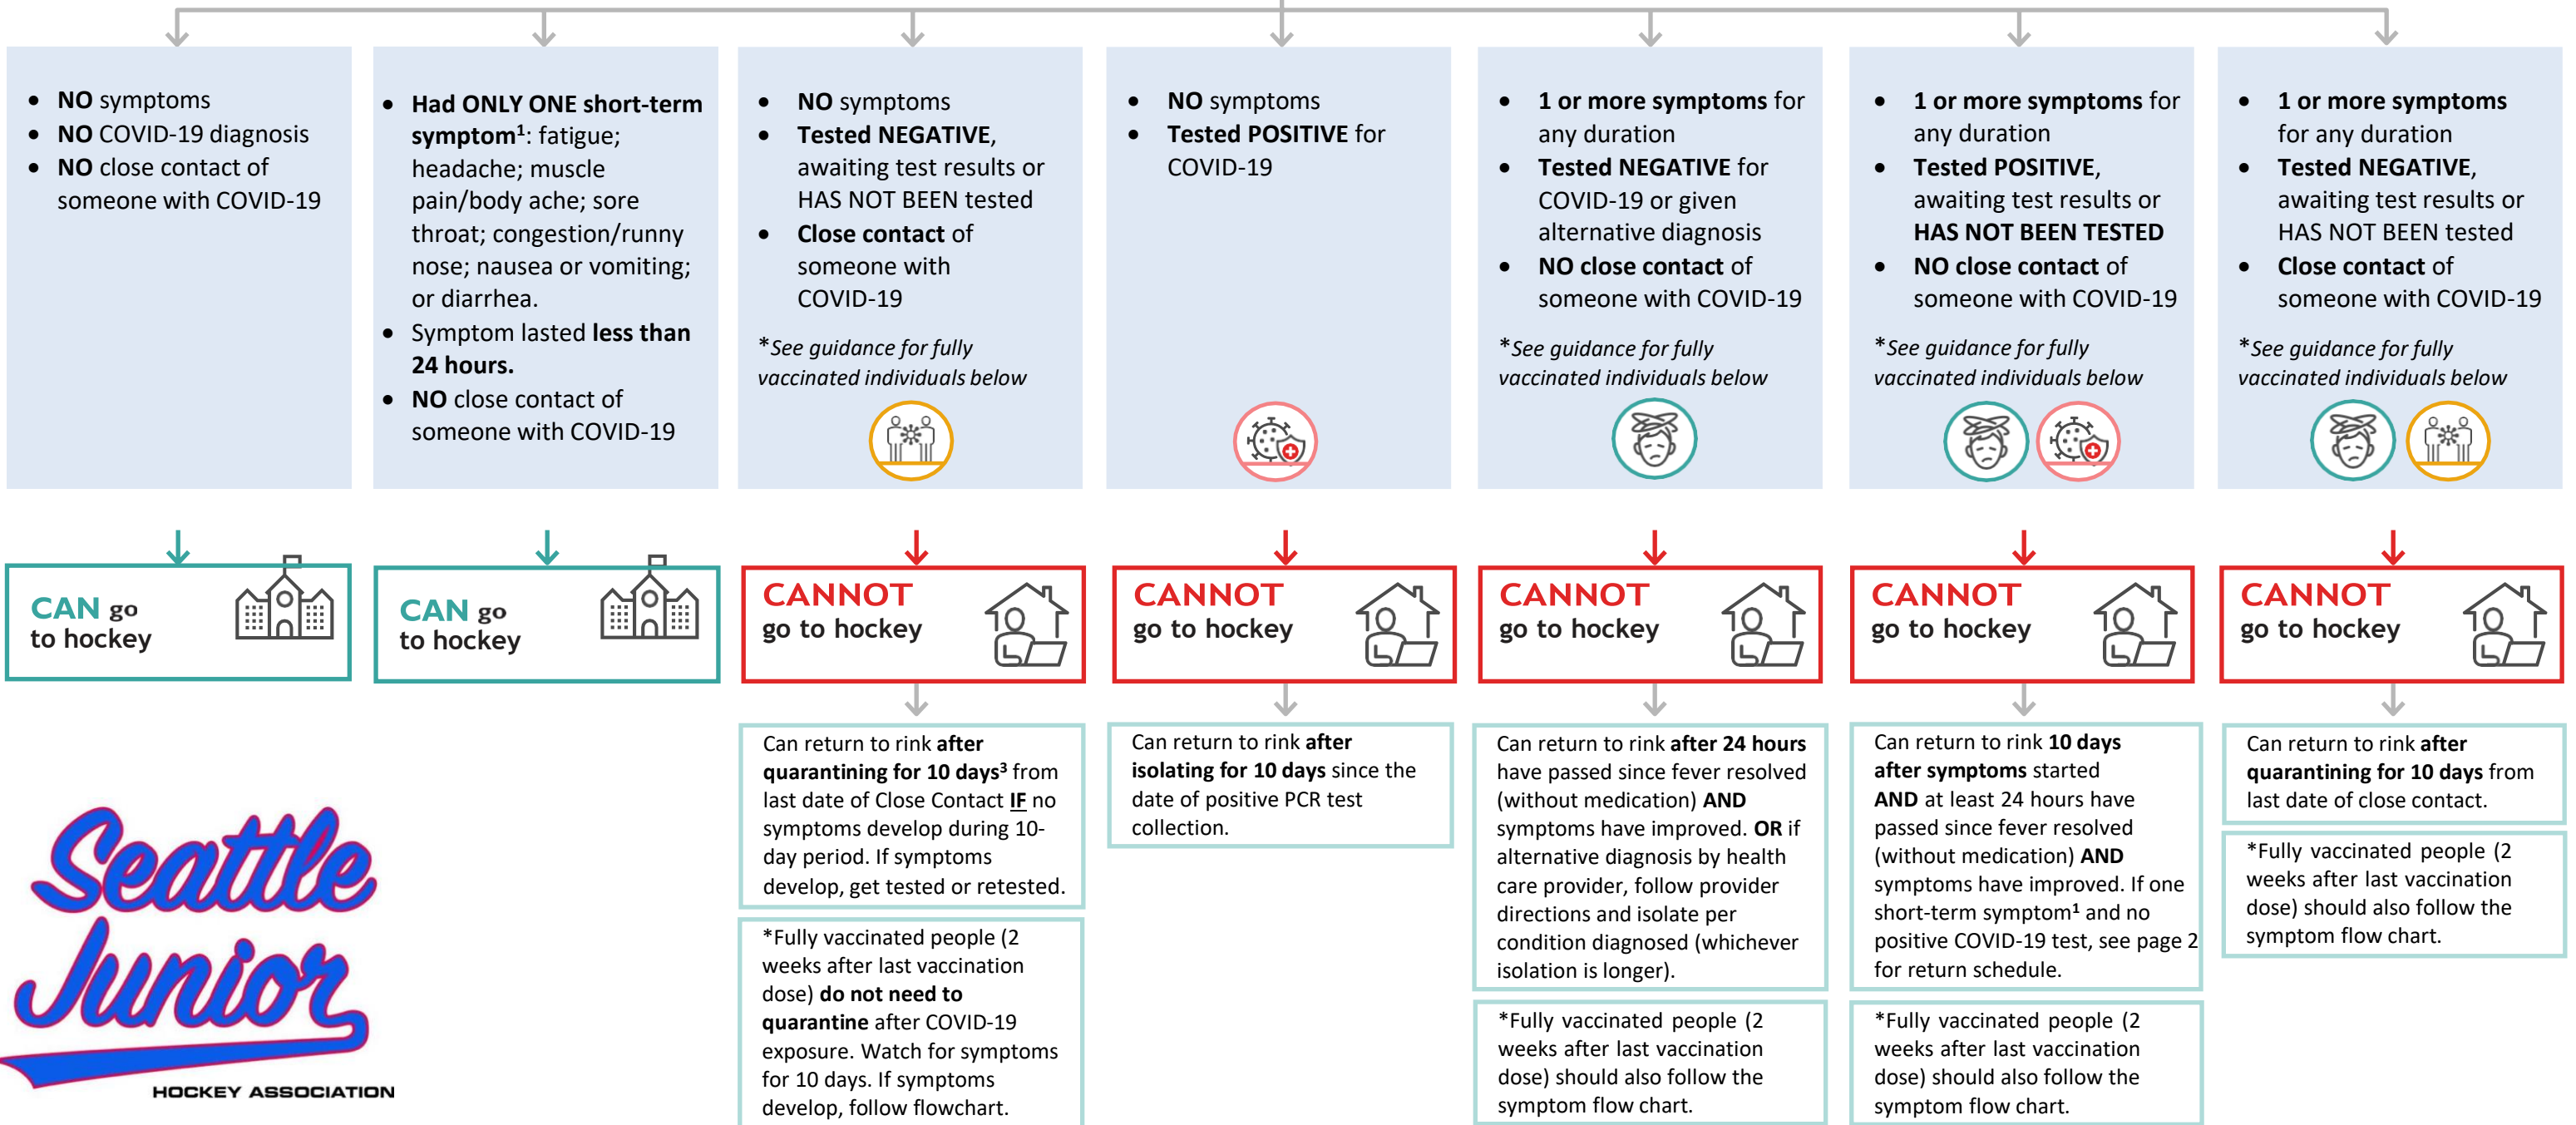 • NO symptoms
• NO COVID-19 diagnosis
• NO close contact of
someone with COVID-19
• Had ONLY ONE short-term
symptom¹: fatigue;
headache; muscle
pain/body ache; sore
throat; congestion/runny
nose; nausea or vomiting;
or diarrhea.
• Symptom lasted less than
24 hours.
• NO close contact of
someone with COVID-19
• NO symptoms
• Tested NEGATIVE,
awaiting test results or
HAS NOT BEEN tested
• Close contact of
someone with
COVID-19
*See guidance for fully
vaccinated individuals below
• NO symptoms
• Tested POSITIVE for
COVID-19
• 1 or more symptoms for
any duration
• Tested NEGATIVE for
COVID-19 or given
alternative diagnosis
• NO close contact of
someone with COVID-19
*See guidance for fully
vaccinated individuals below
• 1 or more symptoms for
any duration
• Tested POSITIVE,
awaiting test results or
HAS NOT BEEN TESTED
• NO close contact of
someone with COVID-19
*See guidance for fully
vaccinated individuals below
• 1 or more symptoms
for any duration
• Tested NEGATIVE,
awaiting test results or
HAS NOT BEEN tested
• Close contact of
someone with COVID-19
*See guidance for fully
vaccinated individuals below
CAN go
to hockey
CAN go
to hockey
CANNOT
go to hockey
CANNOT
go to hockey
CANNOT
go to hockey
CANNOT
go to hockey
CANNOT
go to hockey
Can return to rink after
quarantining for 10 days³ from
last date of Close Contact IF no
symptoms develop during 10-
day period. If symptoms
develop, get tested or retested.
*Fully vaccinated people (2
weeks after last vaccination
dose) do not need to
quarantine after COVID-19
exposure. Watch for symptoms
for 10 days. If symptoms
develop, follow flowchart.
Can return to rink after
isolating for 10 days since the
date of positive PCR test
collection.
Can return to rink after 24 hours
have passed since fever resolved
(without medication) AND
symptoms have improved. OR if
alternative diagnosis by health
care provider, follow provider
directions and isolate per
condition diagnosed (whichever
isolation is longer).
*Fully vaccinated people (2
weeks after last vaccination
dose) should also follow the
symptom flow chart.
Can return to rink 10 days
after symptoms started
AND at least 24 hours have
passed since fever resolved
(without medication) AND
symptoms have improved. If one
short-term symptom¹ and no
positive COVID-19 test, see page 2
for return schedule.
*Fully vaccinated people (2
weeks after last vaccination
dose) should also follow the
symptom flow chart.
Can return to rink after
quarantining for 10 days from
last date of close contact.
*Fully vaccinated people (2
weeks after last vaccination
dose) should also follow the
symptom flow chart.
Seattle
Junior
HOCKEY ASSOCIATION